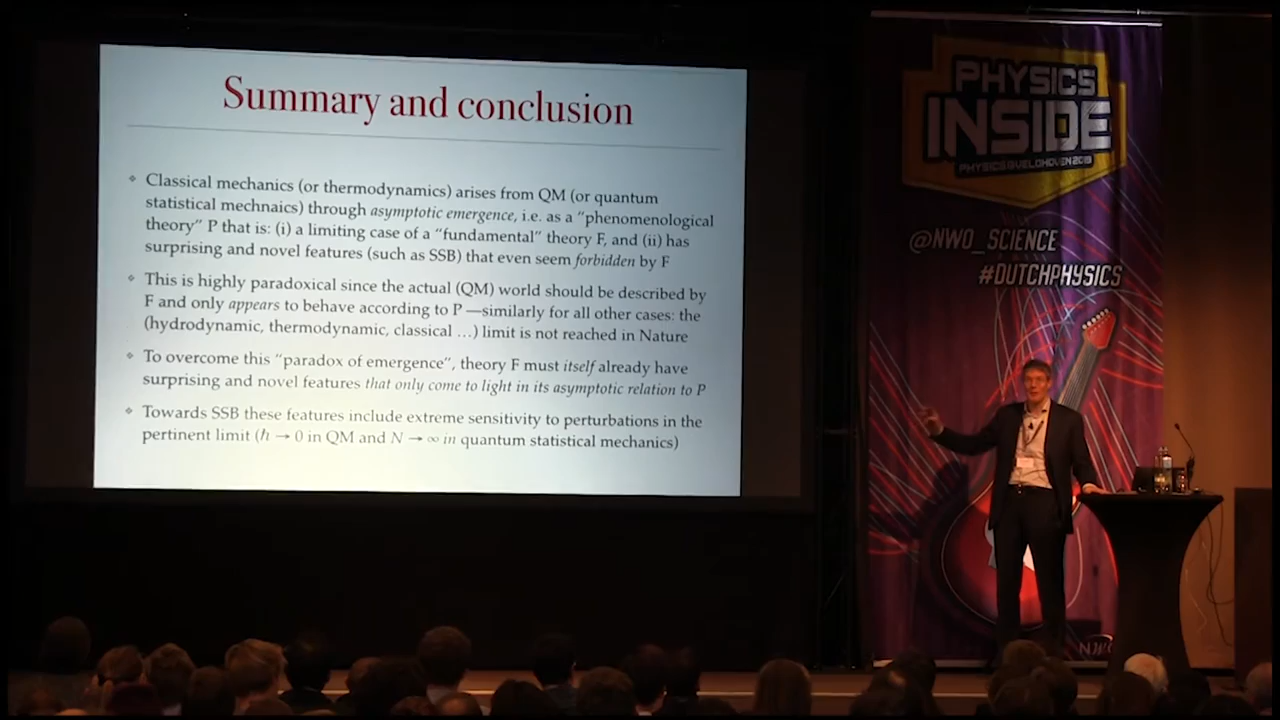 Summary and conclusion
Classical mechanics (or thermodynamics) arises from QM (or quantum
statistical mechnaics) through asymptotic emergence, i.e. as a “phenomenological
theory” P that is: (i) a limiting case of a “fundamental” theory F, and (ii) has
surprising and novel features (such as SSB) that even seem forbidden by F
This is highly paradoxical since the actual (QM) world should be described by
F and only appears to behave according to P —similarly for all other cases: the
(hydrodynamic, thermodynamic, classical …) limit is not reached in Nature
To overcome this “paradox of emergence”, theory F must itself already have
surprising and novel features that only come to light in its asymptotic relation to P
Towards SSB these features include extreme sensitivity to perturbations in the
pertinent limit (ℏ → 0 in QM and N → ∞ in quantum statistical mechanics)
PHYSICS
INSIDE
PHYSICS@VELDHOVEN 2019
@NWO_SCIENCE
#DUTCHPHYSICS
NWO